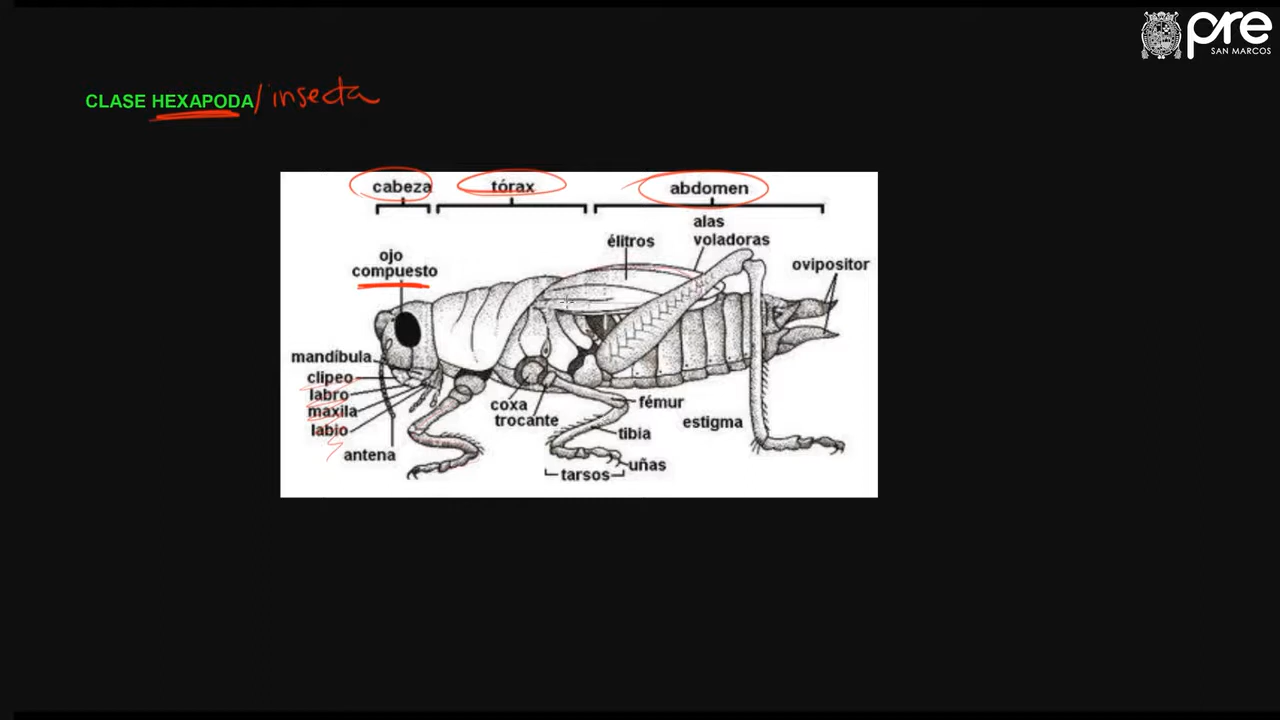 pre
SAN MARCOS
CLASE HEXAPODA/insecta
cabeza tórax abdomen
alas
voladoras
élitros
ojo
compuesto
ovipositor
mandíbula
clipeo
labro
maxila
labio
antena
coxa
trocante
fémur
estigma
tibia
uñas
tarsos